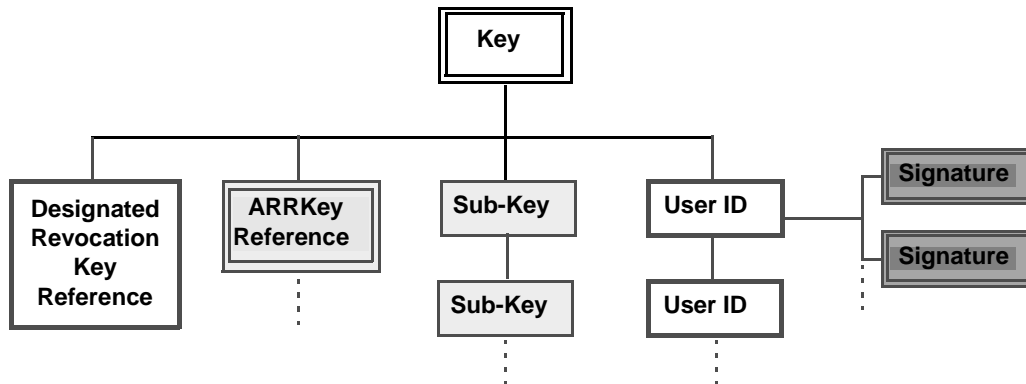 Key
Designated
Revocation
Key
Reference
ARRKey
Reference
Sub-Key
Sub-Key
User ID
User ID
Signature
Signature